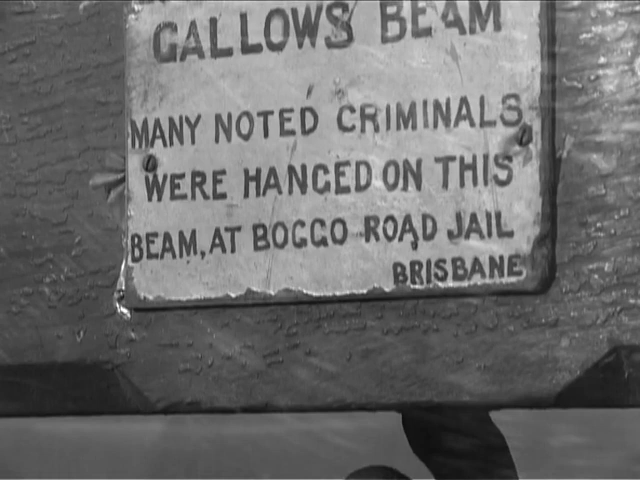 GALLOWS BEAM
MANY NOTED CRIMINALS
WERE HANGED ON THIS
BEAM, AT BOGGO ROAD JAIL
BRISBANE